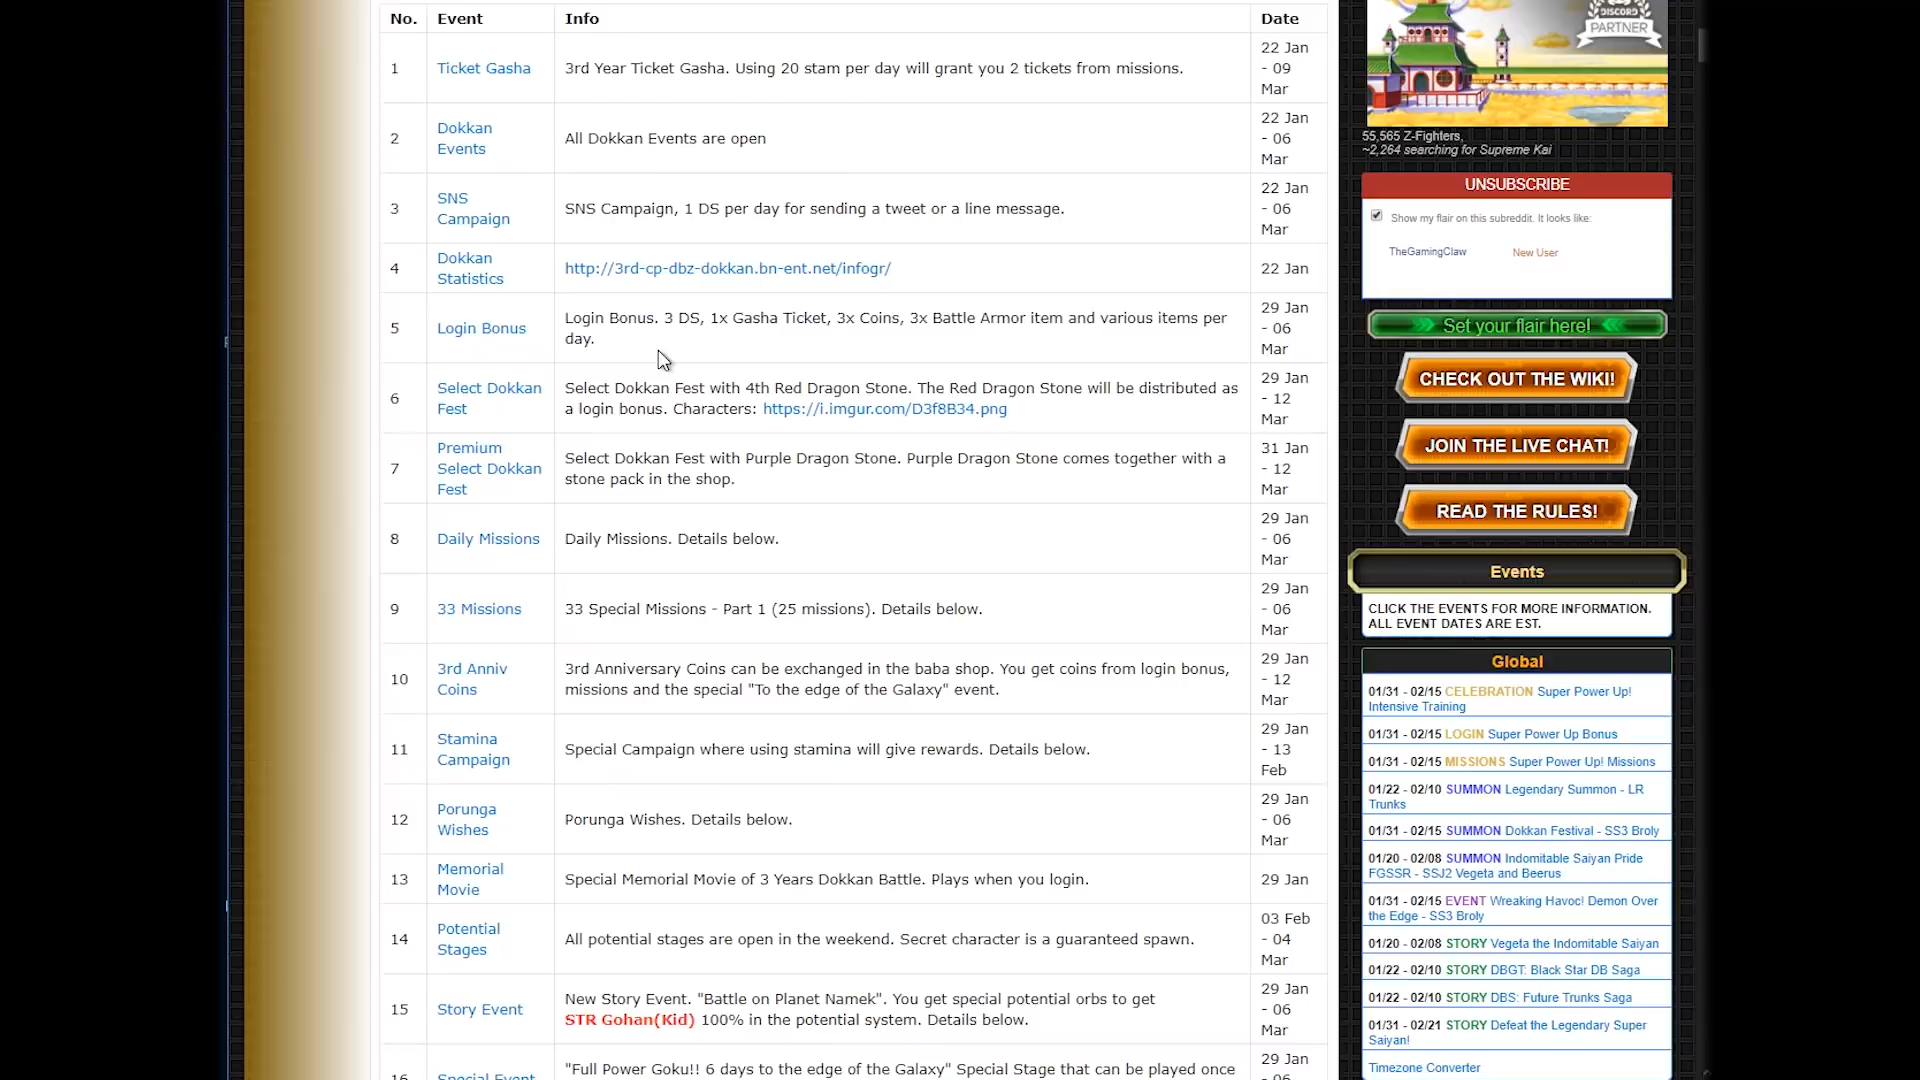 No. Event Info Date
1 Ticket Gasha 3rd Year Ticket Gasha. Using 20 stam per day will grant you 2 tickets from missions. 22 Jan - 09 Mar
2 Dokkan Events All Dokkan Events are open 22 Jan - 06 Mar
3 SNS Campaign SNS Campaign, 1 DS per day for sending a tweet or a line message. 22 Jan - 06 Mar
4 Dokkan Statistics http://3rd-cp-dbz-dokkan.bn-ent.net/infogr/ 22 Jan
5 Login Bonus Login Bonus. 3 DS, 1x Gasha Ticket, 3x Coins, 3x Battle Armor item and various items per day. 29 Jan - 06 Mar
6 Select Dokkan Fest Select Dokkan Fest with 4th Red Dragon Stone. The Red Dragon Stone will be distributed as a login bonus. Characters: https://i.imgur.com/D3f8B34.png 29 Jan - 12 Mar
7 Premium Select Dokkan Fest Select Dokkan Fest with Purple Dragon Stone. Purple Dragon Stone comes together with a stone pack in the shop. 31 Jan - 12 Mar
8 Daily Missions Daily Missions. Details below. 29 Jan - 06 Mar
9 33 Missions 33 Special Missions - Part 1 (25 missions). Details below. 29 Jan - 06 Mar
10 3rd Anniv Coins 3rd Anniversary Coins can be exchanged in the baba shop. You get coins from login bonus, missions and the special "To the edge of the Galaxy" event. 29 Jan - 12 Mar
11 Stamina Campaign Special Campaign where using stamina will give rewards. Details below. 29 Jan - 13 Feb
12 Porunga Wishes Porunga Wishes. Details below. 29 Jan - 06 Mar
13 Memorial Movie Special Memorial Movie of 3 Years Dokkan Battle. Plays when you login. 29 Jan
14 Potential Stages All potential stages are open in the weekend. Secret character is a guaranteed spawn. 03 Feb - 04 Mar
15 Story Event New Story Event. "Battle on Planet Namek". You get special potential orbs to get STR Gohan(Kid) 100% in the potential system. Details below. 29 Jan - 06 Mar
16 Special Event "Full Power Goku!! 6 days to the edge of the Galaxy" Special Stage that can be played once 29 Jan - 06
DISCORD
PARTNER
55,565 Z-Fighters,
~2,264 searching for Supreme Kai
UNSUBSCRIBE
Show my flair on this subreddit. It looks like:
TheGamingClaw New User
Set your flair here!
CHECK OUT THE WIKI!
JOIN THE LIVE CHAT!
READ THE RULES!
Events
CLICK THE EVENTS FOR MORE INFORMATION.
ALL EVENT DATES ARE EST.
Global
01/31 - 02/15 CELEBRATION Super Power Up!
Intensive Training
01/31 - 02/15 LOGIN Super Power Up Bonus
01/31 - 02/15 MISSIONS Super Power Up! Missions
01/22 - 02/10 SUMMON Legendary Summon - LR
Trunks
01/31 - 02/15 SUMMON Dokkan Festival - SS3 Broly
01/20 - 02/08 SUMMON Indomitable Saiyan Pride
FGSSR - SSJ2 Vegeta and Beerus
01/31 - 02/15 EVENT Wreaking Havoc! Demon Over
the Edge - SS3 Broly
01/20 - 02/08 STORY Vegeta the Indomitable Saiyan
01/22 - 02/10 STORY DBGT: Black Star DB Saga
01/22 - 02/10 STORY DBS: Future Trunks Saga
01/31 - 02/21 STORY Defeat the Legendary Super
Saiyan!
Timezone Converter